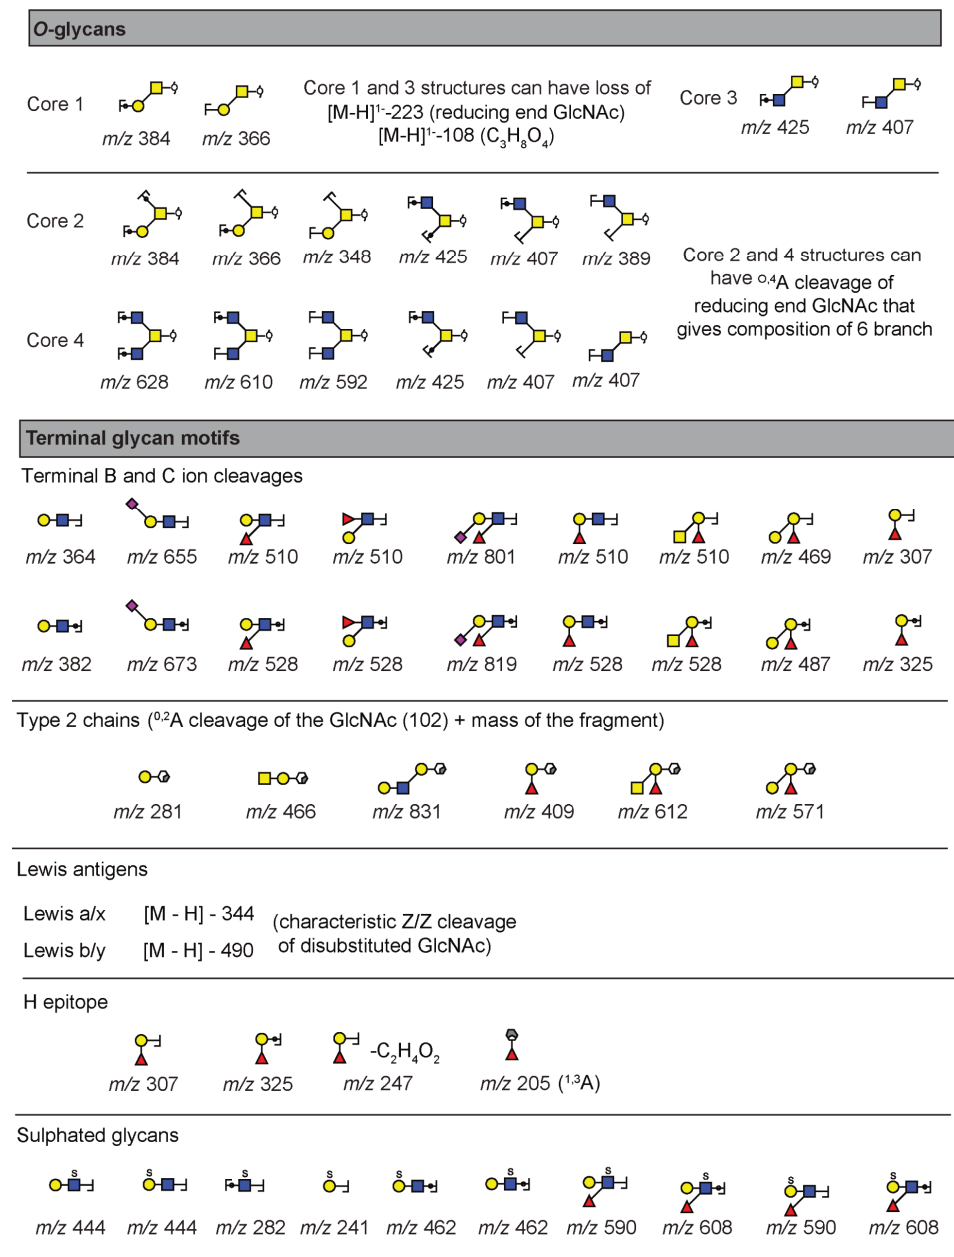 O-glycans
Core 1
m/z 384
m/z 366
Core 1 and 3 structures can have loss of
[M-H]¹⁻-223 (reducing end GlcNAc)
[M-H]¹⁻-108 (C₃H₈O₄)
Core 3
m/z 425
m/z 407
Core 2
m/z 384
m/z 366
m/z 348
m/z 425
m/z 407
m/z 389
Core 4
m/z 628
m/z 610
m/z 592
m/z 425
m/z 407
m/z 407
Core 2 and 4 structures can
have ᴼ,⁴A cleavage of
reducing end GlcNAc that
gives composition of 6 branch
Terminal glycan motifs
Terminal B and C ion cleavages
m/z 364
m/z 655
m/z 510
m/z 510
m/z 801
m/z 510
m/z 510
m/z 469
m/z 307
m/z 382
m/z 673
m/z 528
m/z 528
m/z 819
m/z 528
m/z 528
m/z 487
m/z 325
Type 2 chains (⁰,²A cleavage of the GlcNAc (102) + mass of the fragment)
m/z 281
m/z 466
m/z 831
m/z 409
m/z 612
m/z 571
Lewis antigens
Lewis a/x [M - H] - 344
Lewis b/y [M - H] - 490
(characteristic Z/Z cleavage
of disubstituted GlcNAc)
H epitope
-C₂H₄O₂
m/z 307
m/z 325
m/z 247
m/z 205 (¹,³A)
Sulphated glycans
s
s
s
s
s
s
s
s
s
s
m/z 444
m/z 444
m/z 282
m/z 241
m/z 462
m/z 462
m/z 590
m/z 608
m/z 590
m/z 608